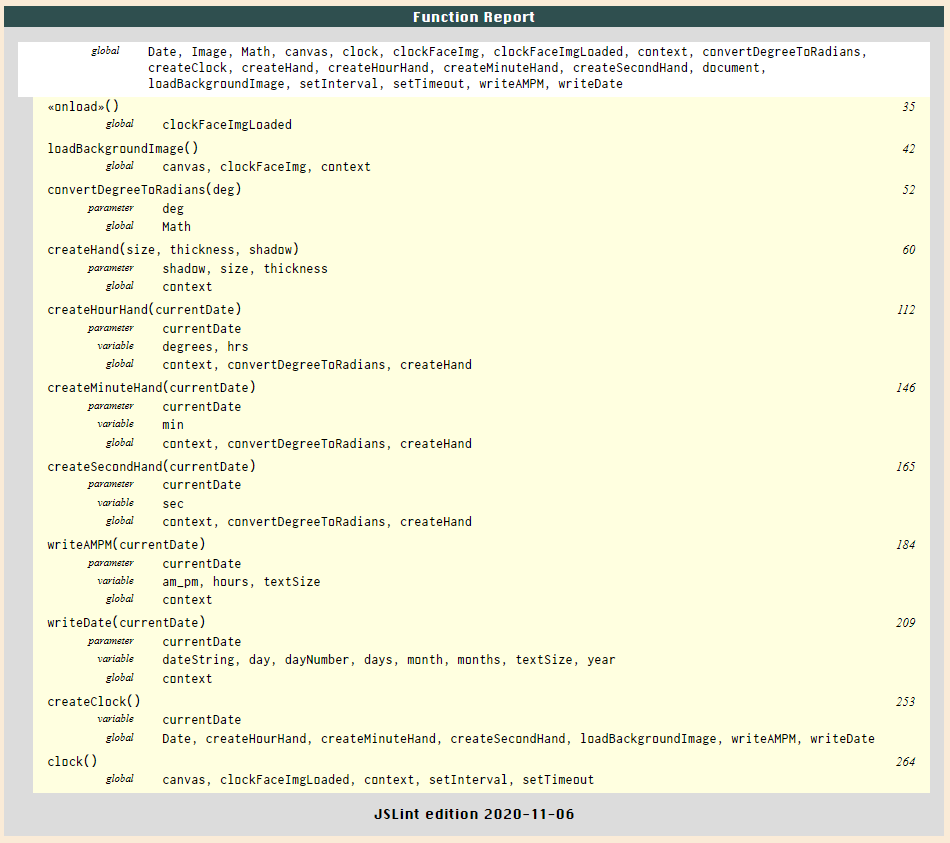 Function Report
global Date, Image, Math, canvas, clock, clockFaceImg, clockFaceImgLoaded, context, convertDegreeToRadians,
createClock, createHand, createHourHand, createMinuteHand, createSecondHand, document,
loadBackgroundImage, setInterval, setTimeout, writeAMPM, writeDate
«onload»() 35
global clockFaceImgLoaded
loadBackgroundImage() 42
global canvas, clockFaceImg, context
convertDegreeToRadians(deg) 52
parameter deg
global Math
createHand(size, thickness, shadow) 60
parameter shadow, size, thickness
global context
createHourHand(currentDate) 112
parameter currentDate
variable degrees, hrs
global context, convertDegreeToRadians, createHand
createMinuteHand(currentDate) 146
parameter currentDate
variable min
global context, convertDegreeToRadians, createHand
createSecondHand(currentDate) 165
parameter currentDate
variable sec
global context, convertDegreeToRadians, createHand
writeAMPM(currentDate) 184
parameter currentDate
variable am_pm, hours, textSize
global context
writeDate(currentDate) 209
parameter currentDate
variable dateString, day, dayNumber, days, month, months, textSize, year
global context
createClock() 253
variable currentDate
global Date, createHourHand, createMinuteHand, createSecondHand, loadBackgroundImage, writeAMPM, writeDate
clock() 264
global canvas, clockFaceImgLoaded, context, setInterval, setTimeout
JSLint edition 2020-11-06